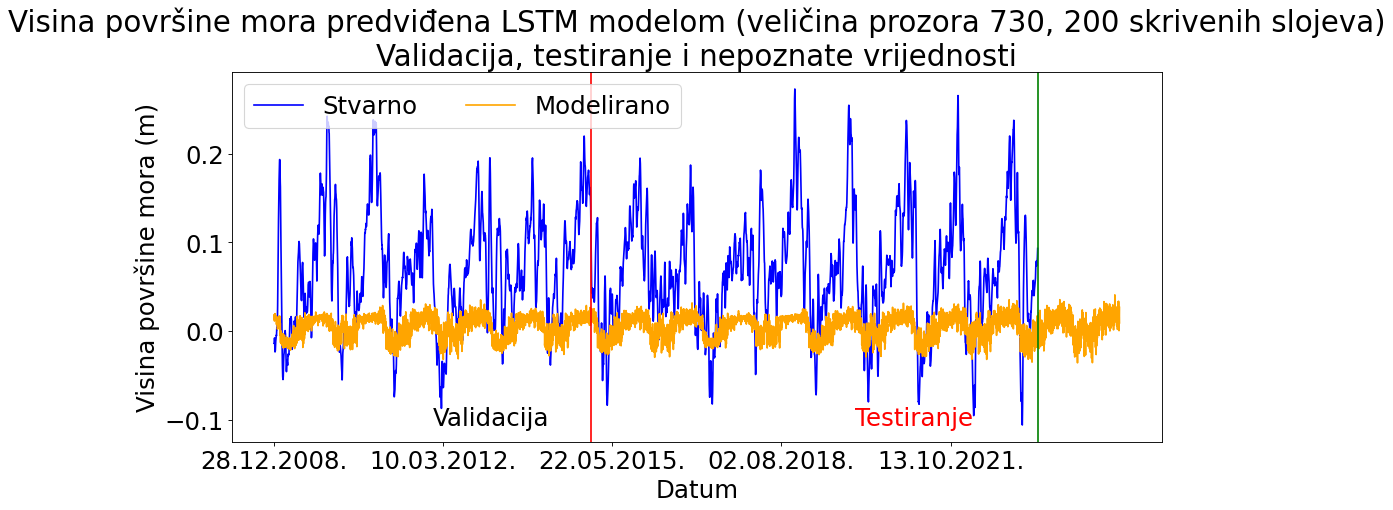 Visina površine mora predviđena LSTM modelom (veličina prozora 730, 200 skrivenih slojeva)
Validacija, testiranje i nepoznate vrijednosti
Stvarno Modelirano
Visina površine mora (m)
0.2
0.1
0.0
−0.1
Validacija Testiranje
28.12.2008. 10.03.2012. 22.05.2015. 02.08.2018. 13.10.2021.
Datum